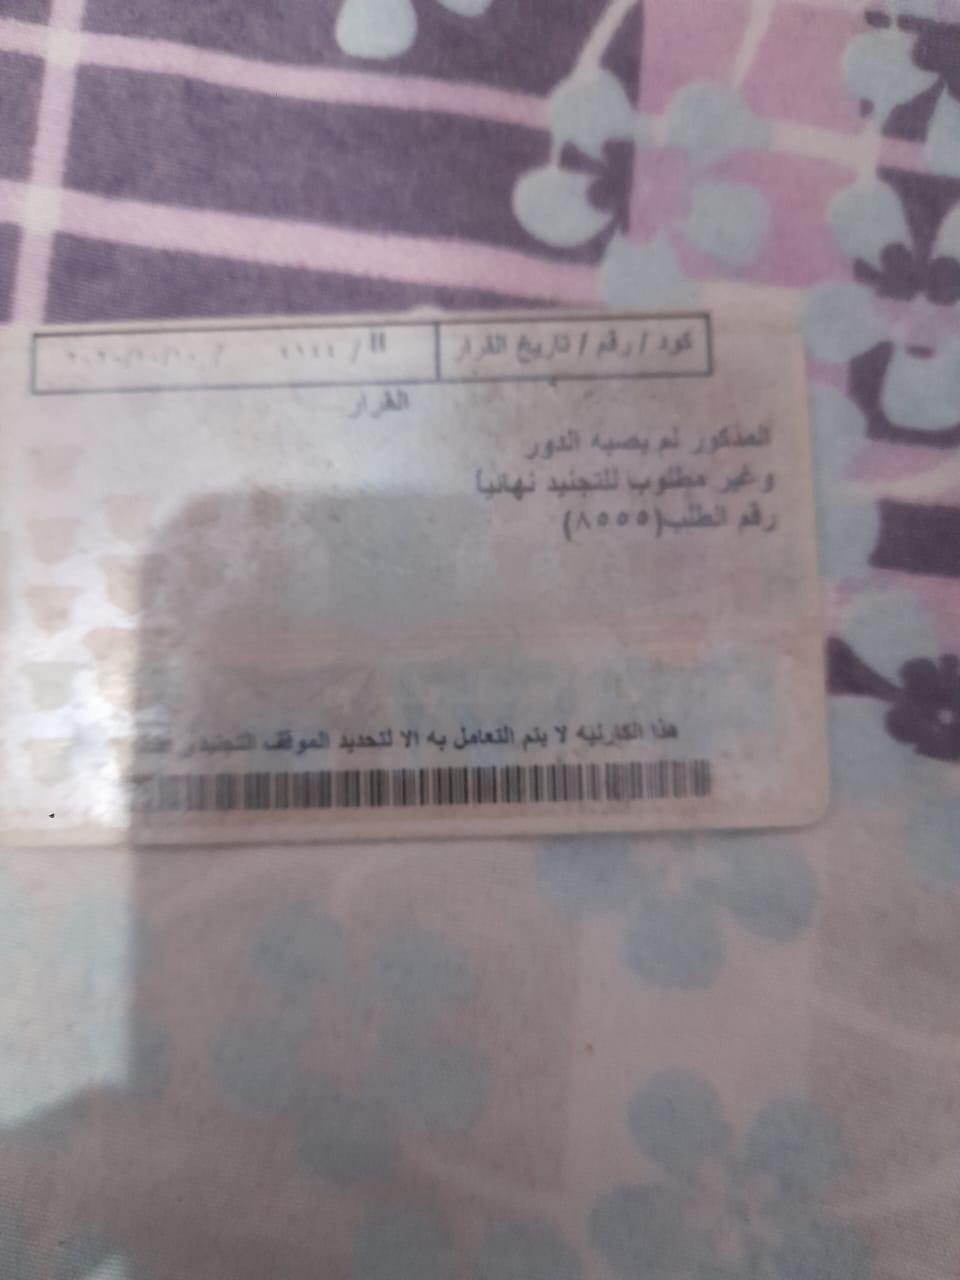 كود / رقم / تاريخ القرار
القرار
المذكور لم يصبه الدور
وغير مطلوب للتجنيد نهائيا
رقم الطلب(٨٥٥٥)
هذا الكارنيه لا يتم التعامل به الا لتحديد الموقف التجنيدى